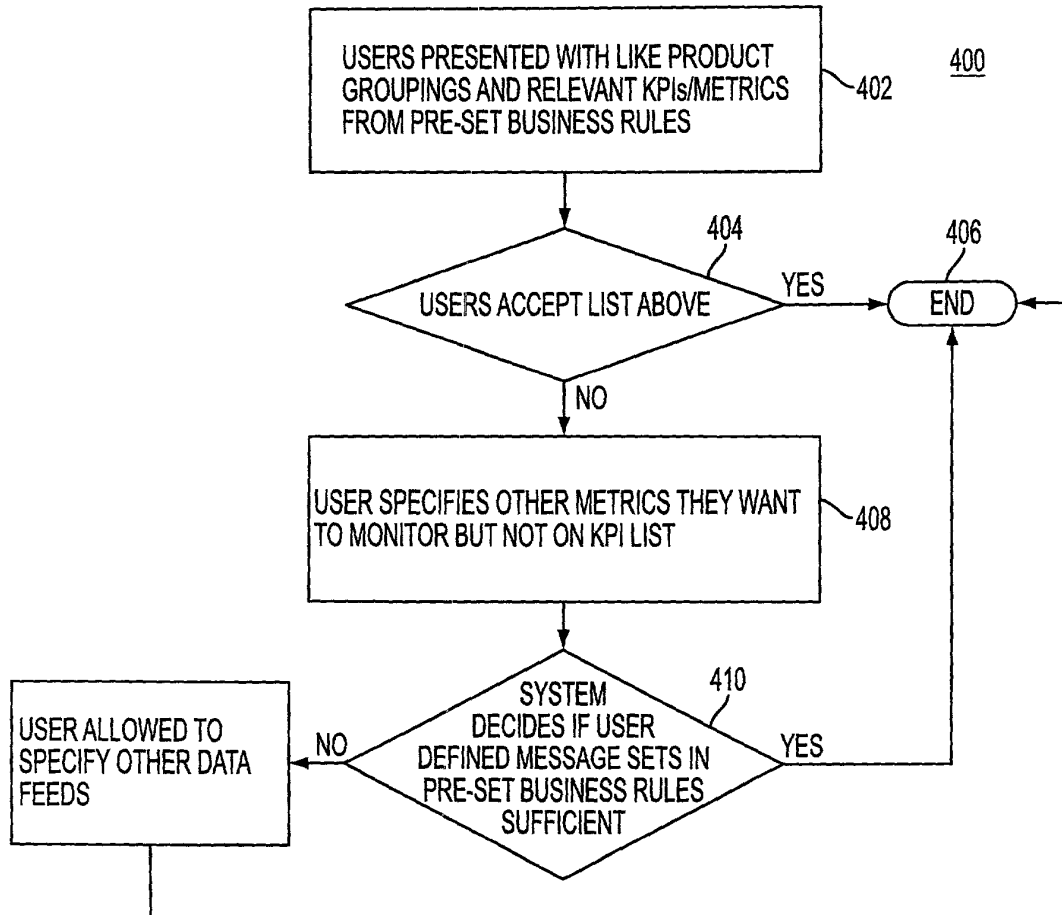 USERS PRESENTED WITH LIKE PRODUCT
GROUPINGS AND RELEVANT KPIs/METRICS
FROM PRE-SET BUSINESS RULES
402
400
404
USERS ACCEPT LIST ABOVE
YES
406
END
NO
USER SPECIFIES OTHER METRICS THEY WANT
TO MONITOR BUT NOT ON KPI LIST
408
410
SYSTEM
DECIDES IF USER
DEFINED MESSAGE SETS IN
PRE-SET BUSINESS RULES
SUFFICIENT
YES
NO
USER ALLOWED TO
SPECIFY OTHER DATA
FEEDS